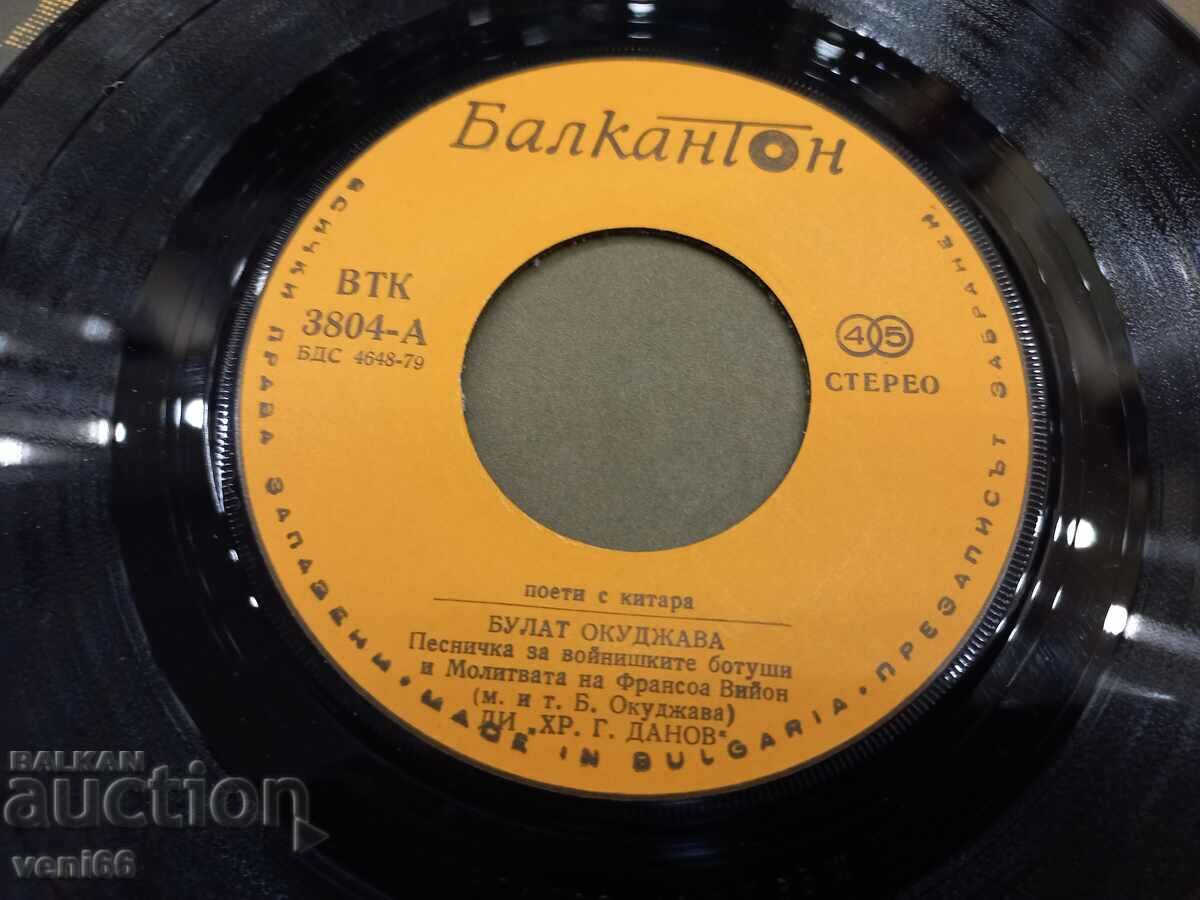 Балкантон
ВТК
3804-А
БДС 4648-79
45
СТЕРЕО
поети с китара
БУЛАТ ОКУДЖАВА
Песничка за войнишките ботуши
и Молитвата на Франсоа Вийон
(м. и т. Б. Окуджава)
ДИ „ХР. Г. ДАНОВ"
ВСИЧКИ ПРАВА ЗАПАЗЕНИ • MADE IN BULGARIA • ПРЕЗАПИСЪТ ЗАБРАНЕН
BALKAN
auction
veni66